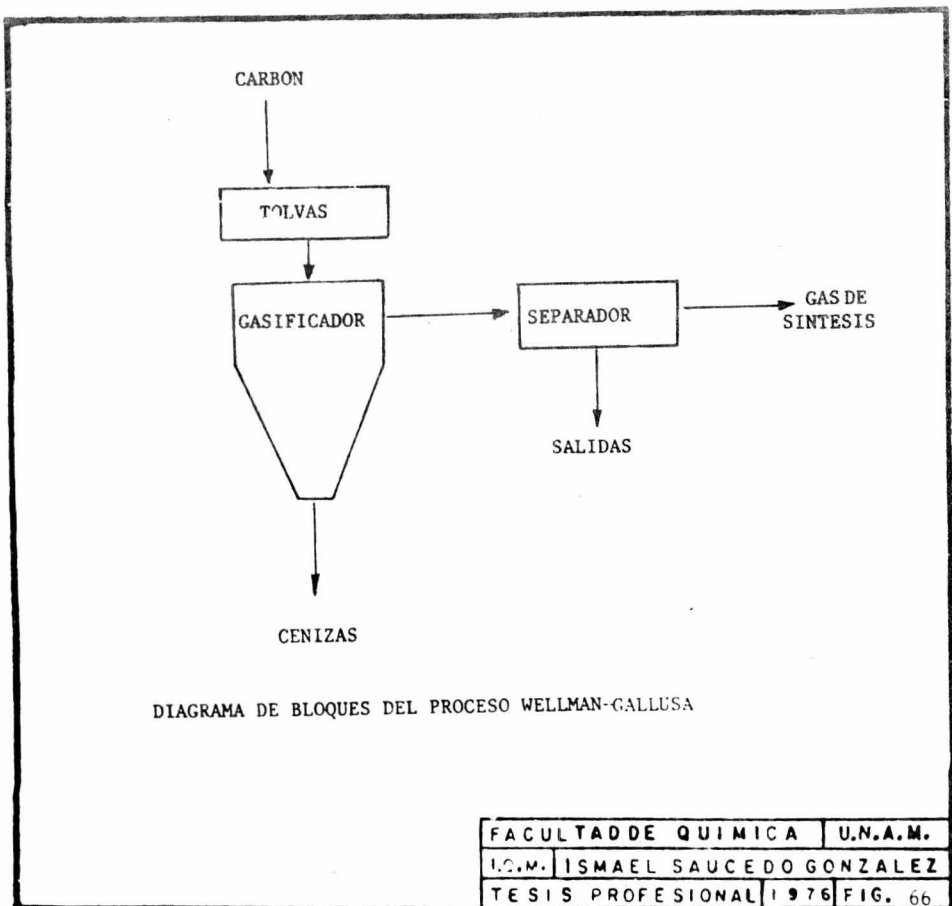 CARBON
TOLVAS
GASIFICADOR
SEPARADOR
GAS DE
SINTESIS
SALIDAS
CENIZAS
DIAGRAMA DE BLOQUES DEL PROCESO WELLMAN-GALLUSA
FACULTAD DE QUIMICA U.N.A.M.
I.Q.M. ISMAEL SAUCEDO GONZALEZ
TESIS PROFESIONAL 1976 FIG. 66